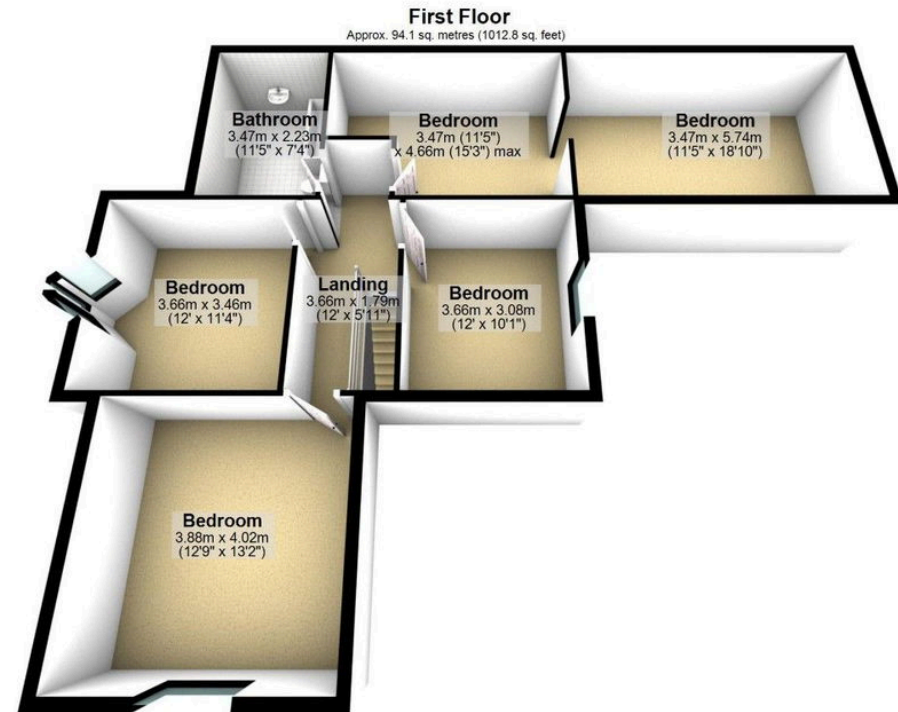 First Floor
Approx. 94.1 sq. metres (1012.8 sq. feet)
Bathroom
3.47m x 2.23m
(11'5" x 7'4")
Bedroom
3.47m (11'5")
x 4.66m (15'3") max
Bedroom
3.47m x 5.74m
(11'5" x 18'10")
Bedroom
3.66m x 3.46m
(12' x 11'4")
Landing
3.66m x 1.79m
(12' x 5'11")
Bedroom
3.66m x 3.08m
(12' x 10'1")
Bedroom
3.88m x 4.02m
(12'9" x 13'2")